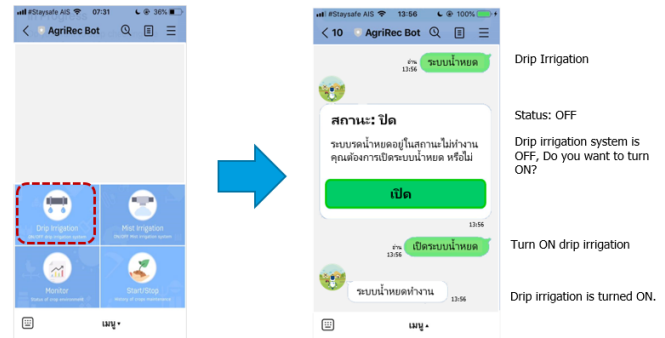 #Staysafe AIS 07:31 36%
AgriRec Bot
Drip Irrigation
Mist Irrigation
Monitor
Start/Stop
เมนู
#Staysafe AIS 13:56 100%
10 AgriRec Bot
อ่าน
13:56
ระบบน้ำหยด
สถานะ: ปิด
ระบบรดน้ำหยดอยู่ในสถานะไม่ทำงาน
คุณต้องการเปิดระบบน้ำหยด หรือไม่
เปิด
13:56
อ่าน
13:56
เปิดระบบน้ำหยด
ระบบน้ำหยดทำงาน
13:56
เมนู
Drip Irrigation
Status: OFF
Drip irrigation system is
OFF, Do you want to turn
ON?
Turn ON drip irrigation
Drip irrigation is turned ON.